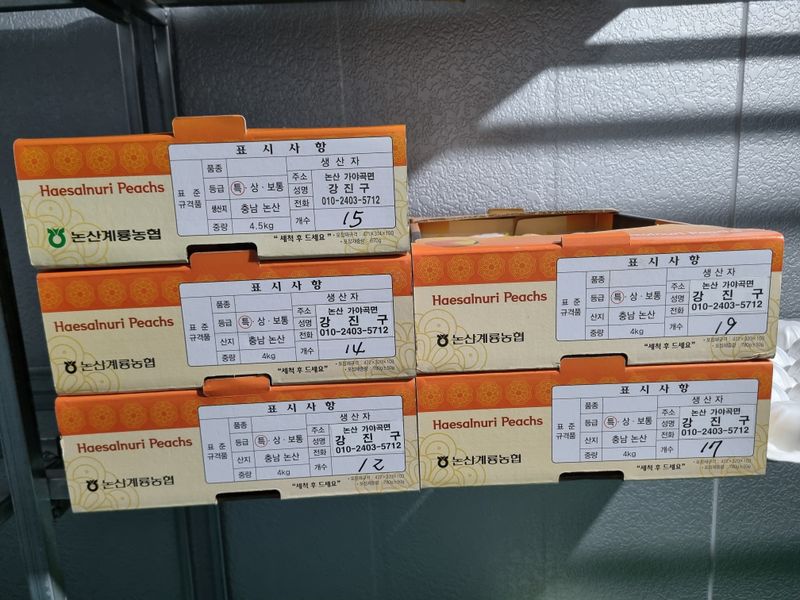 표 시 사 항
Haesalnuri Peachs
논산계룡농협
표 준
규격품
품종
생 산 자
등급 특·상·보통
주소 논산 가야곡면
성명 강 진 구
생산지 충남 논산
전화 010-2403-5712
중량 4.5kg
개수 15
"세척 후 드세요"
표 시 사 항
Haesalnuri Peachs
논산계룡농협
표 준
규격품
품종
생 산 자
등급 특·상·보통
주소 논산 가야곡면
성명 강 진 구
산지 충남 논산
전화 010-2403-5712
중량 4kg
개수 14
"세척 후 드세요"
표 시 사 항
Haesalnuri Peachs
논산계룡농협
표 준
규격품
품종
생 산 자
등급 특·상·보통
주소 논산 가야곡면
성명 강 진 구
산지 충남 논산
전화 010-2403-5712
중량 4kg
개수 12
"세척 후 드세요"
표 시 사 항
Haesalnuri Peachs
논산계룡농협
표 준
규격품
품종
생 산 자
등급 특·상·보통
주소 논산 가야곡면
성명 강 진 구
산지 충남 논산
전화 010-2403-5712
중량 4kg
개수 19
"세척 후 드세요"
표 시 사 항
Haesalnuri Peachs
논산계룡농협
표 준
규격품
품종
생 산 자
등급 특·상·보통
주소 논산 가야곡면
성명 강 진 구
산지 충남 논산
전화 010-2403-5712
중량 4kg
개수 17
"세척 후 드세요"